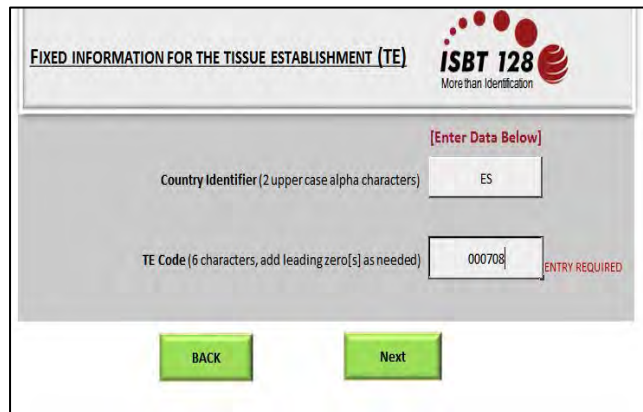 FIXED INFORMATION FOR THE TISSUE ESTABLISHMENT (TE)
ISBT 128
More than Identification
[Enter Data Below]
Country Identifier (2 upper case alpha characters)
ES
TE Code (6 characters, add leading zero[s] as needed)
000708
ENTRY REQUIRED
BACK
Next